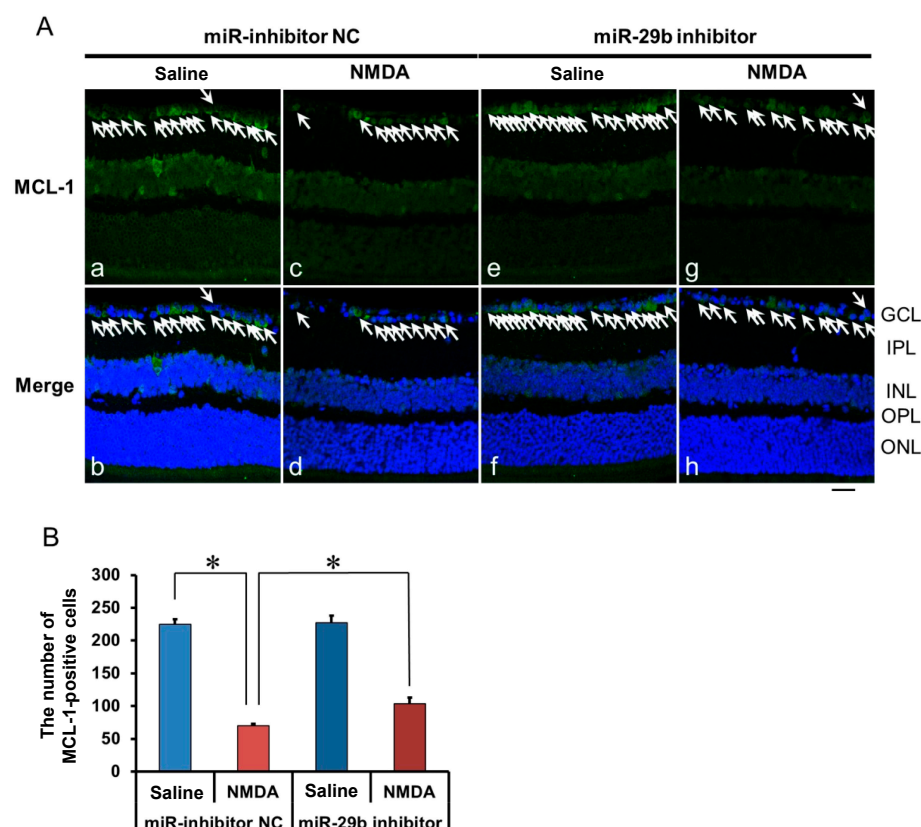 A
miR-inhibitor NC miR-29b inhibitor
Saline NMDA Saline NMDA
MCL-1
a c e g
GCL
IPL
Merge
INL
OPL
ONL
b d f h
B
* *
The number of
MCL-1-positive cells
300
250
200
150
100
50
0
Saline NMDA Saline NMDA
miR-inhibitor NC miR-29b inhibitor